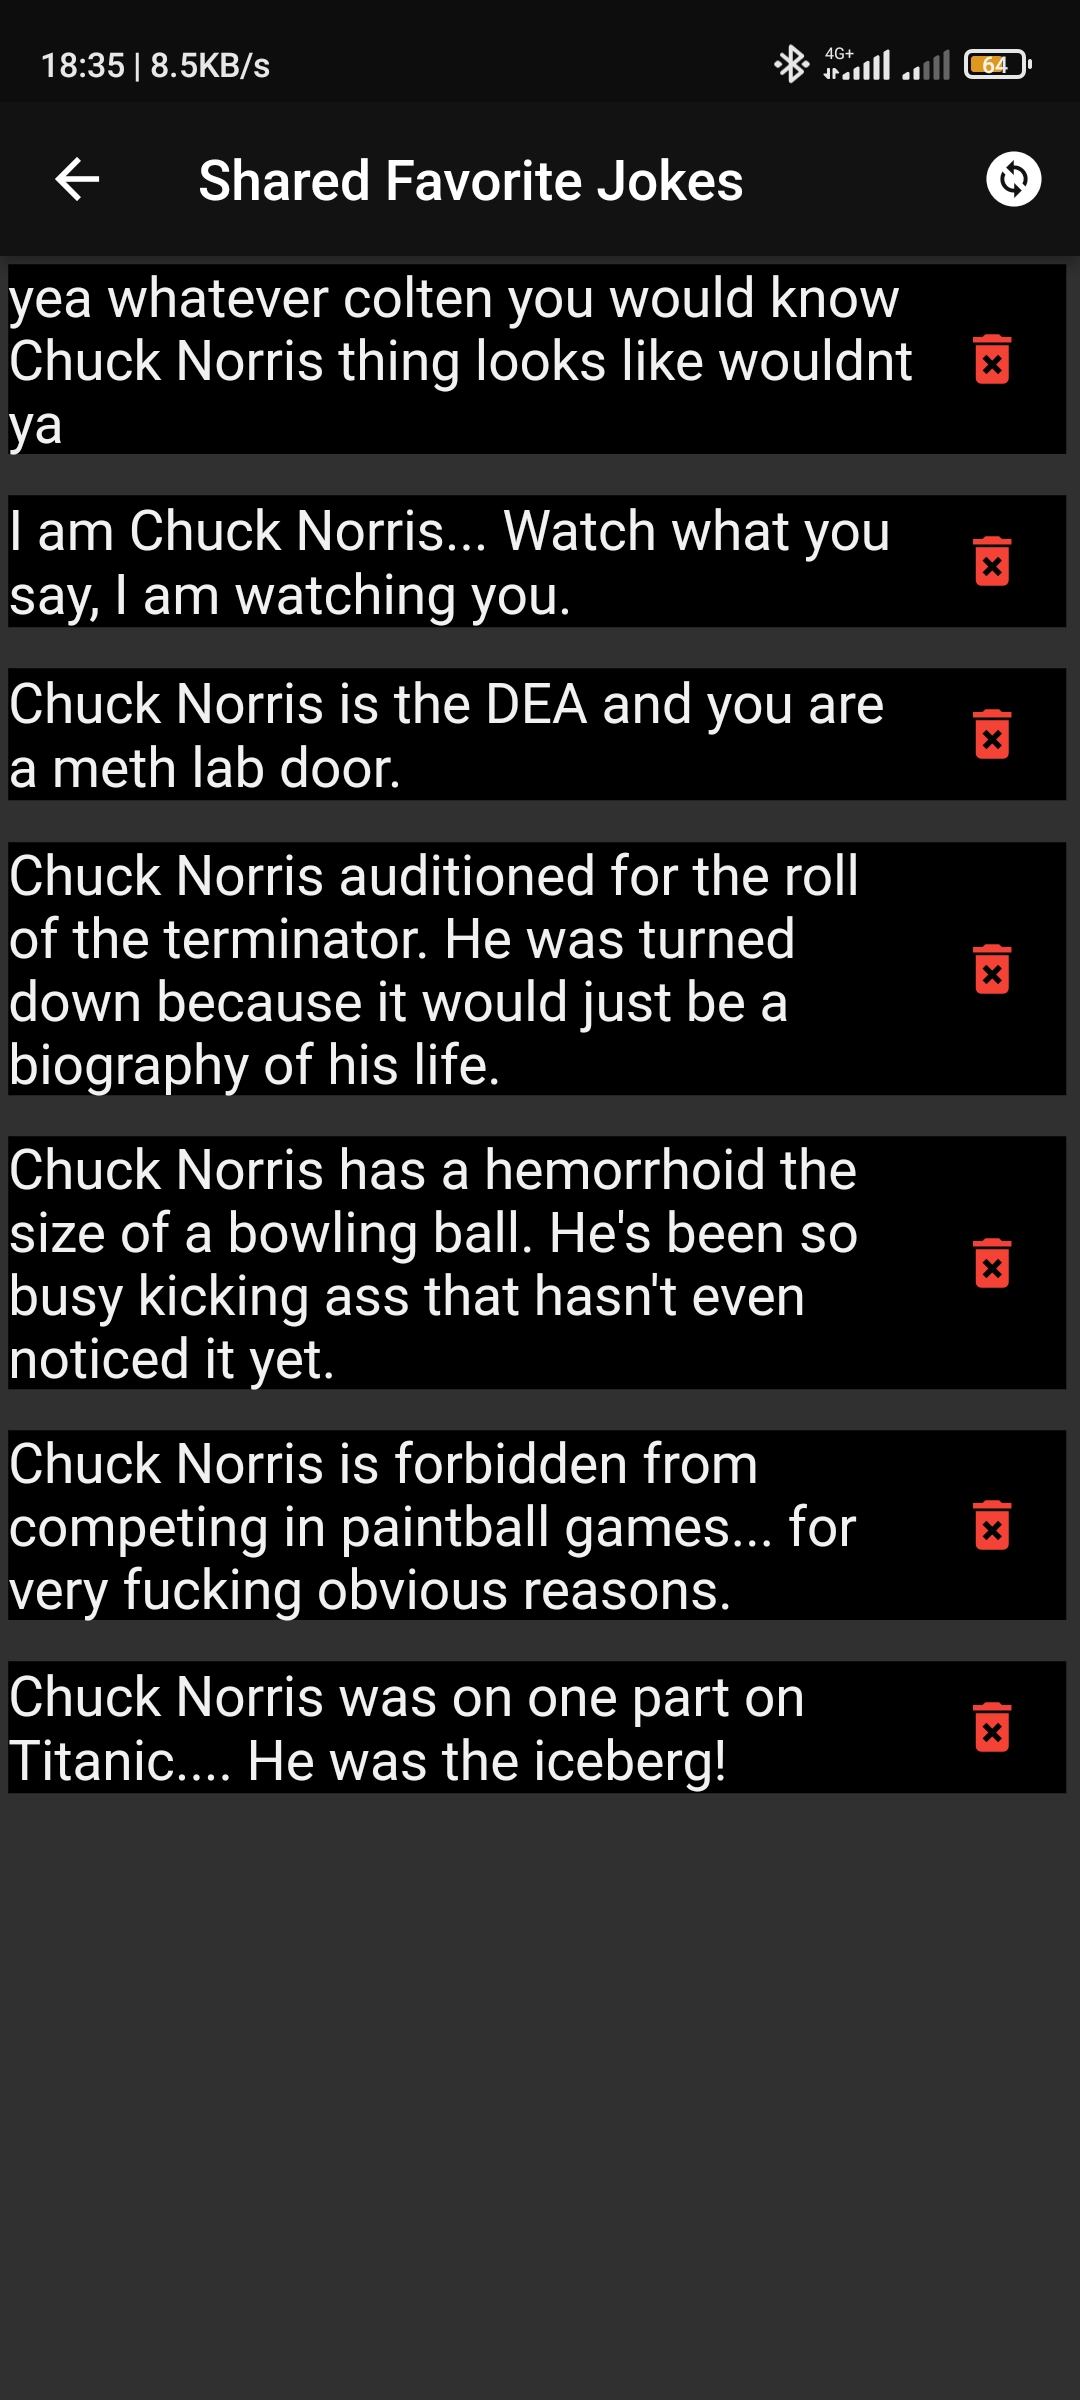 18:35 | 8.5KB/s
4G+
64
Shared Favorite Jokes
yea whatever colten you would know
Chuck Norris thing looks like wouldnt
ya
I am Chuck Norris... Watch what you
say, I am watching you.
Chuck Norris is the DEA and you are
a meth lab door.
Chuck Norris auditioned for the roll
of the terminator. He was turned
down because it would just be a
biography of his life.
Chuck Norris has a hemorrhoid the
size of a bowling ball. He's been so
busy kicking ass that hasn't even
noticed it yet.
Chuck Norris is forbidden from
competing in paintball games... for
very fucking obvious reasons.
Chuck Norris was on one part on
Titanic.... He was the iceberg!